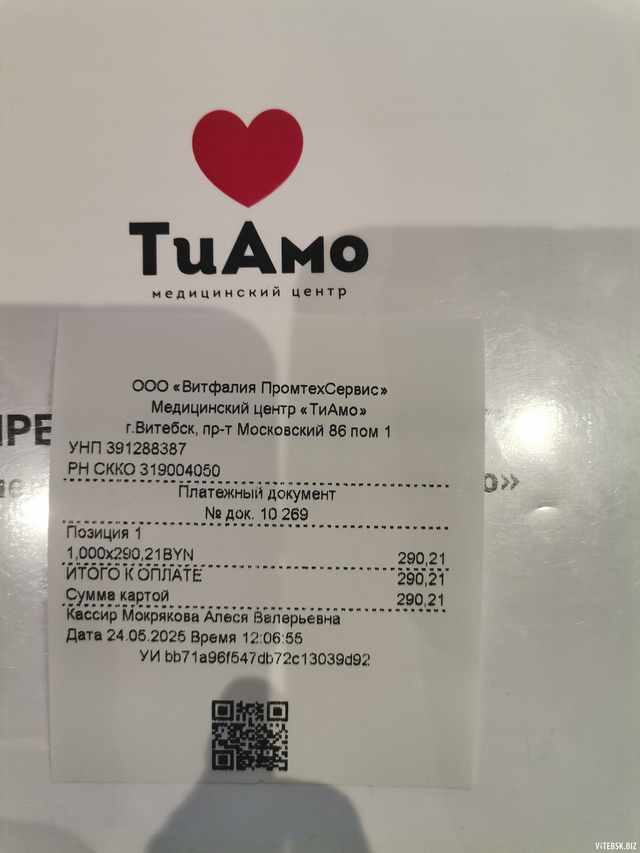 ТиАмо
медицинский центр
ООО «Витфалия ПромтехСервис»
Медицинский центр «ТиАмо»
г.Витебск, пр-т Московский 86 пом 1
УНП 391288387
РН СККО 319004050
Платежный документ
№ док. 10 269
Позиция 1
1,000x290,21BYN 290,21
ИТОГО К ОПЛАТЕ 290,21
Сумма картой 290,21
Кассир Мокрякова Алеся Валерьевна
Дата 24.05.2025 Время 12:06:55
УИ bb71a96f547db72c13039d92
ViTEBSK.BIZ